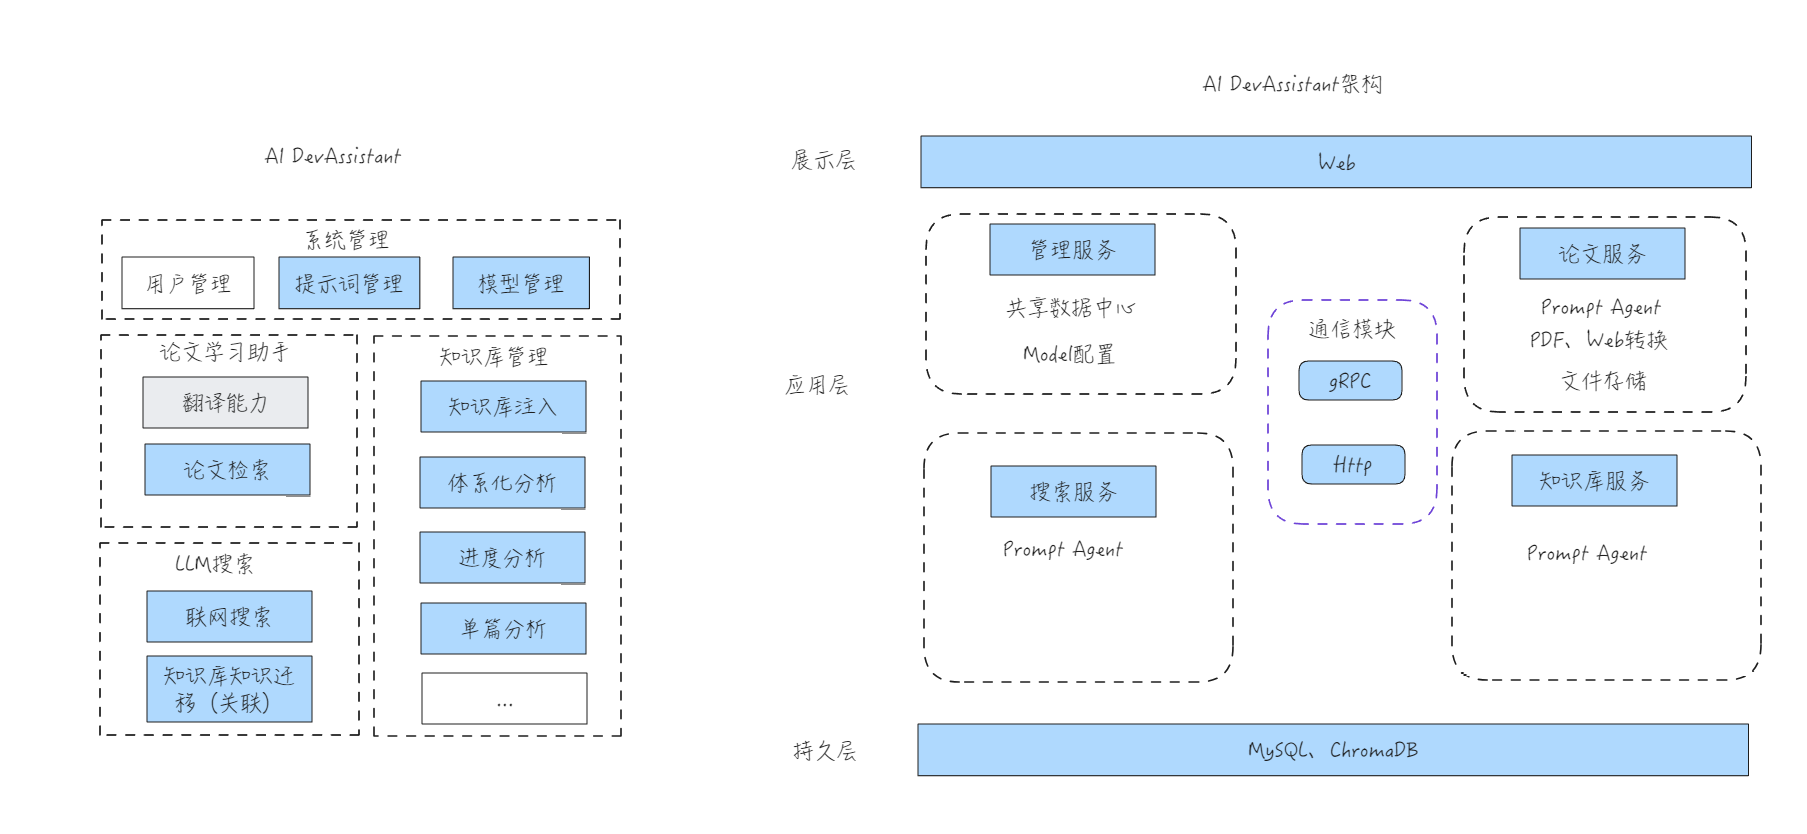 AI DevAssistant
系统管理
用户管理
提示词管理
模型管理
论文学习助手
翻译能力
论文检索
LLM搜索
联网搜索
知识库知识迁
移（关联）
知识库管理
知识库注入
体系化分析
进度分析
单篇分析
...
AI DevAssistant架构
展示层
Web
应用层
管理服务
共享数据中心
Model配置
通信模块
gRPC
Http
论文服务
Prompt Agent
PDF、Web转换
文件存储
搜索服务
Prompt Agent
知识库服务
Prompt Agent
持久层
MySQL、ChromaDB